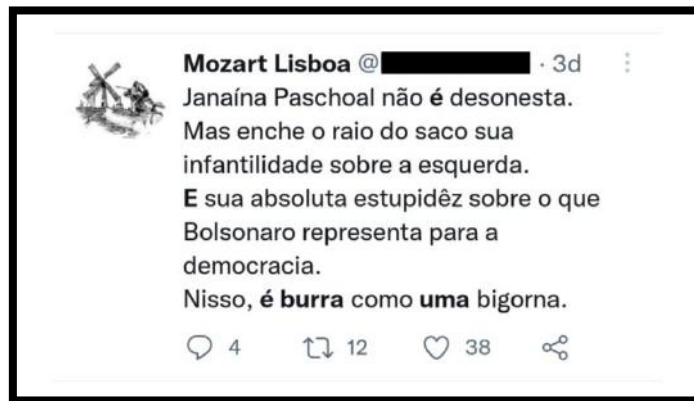 Mozart Lisboa @ · 3d
Janaína Paschoal não é desonesta.
Mas enche o raio do saco sua
infantilidade sobre a esquerda.
E sua absoluta estupidêz sobre o que
Bolsonaro representa para a
democracia.
Nisso, é burra como uma bigorna.
4 12 38